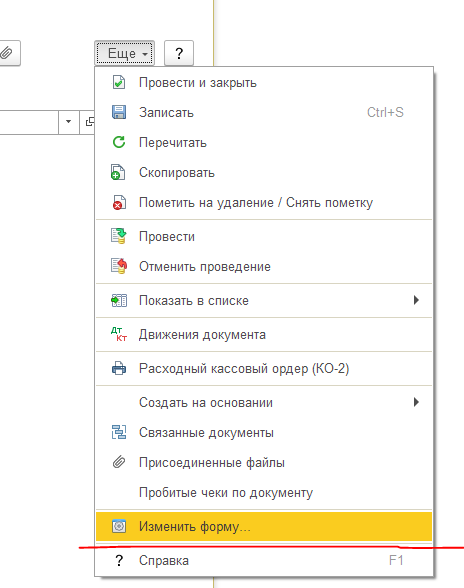 Еще
?
Провести и закрыть
Записать Ctrl+S
Перечитать
Скопировать
Пометить на удаление / Снять пометку
Провести
Отменить проведение
Показать в списке
Дт Кт Движения документа
Расходный кассовый ордер (КО-2)
Создать на основании
Связанные документы
Присоединенные файлы
Пробитые чеки по документу
Изменить форму...
? Справка F1